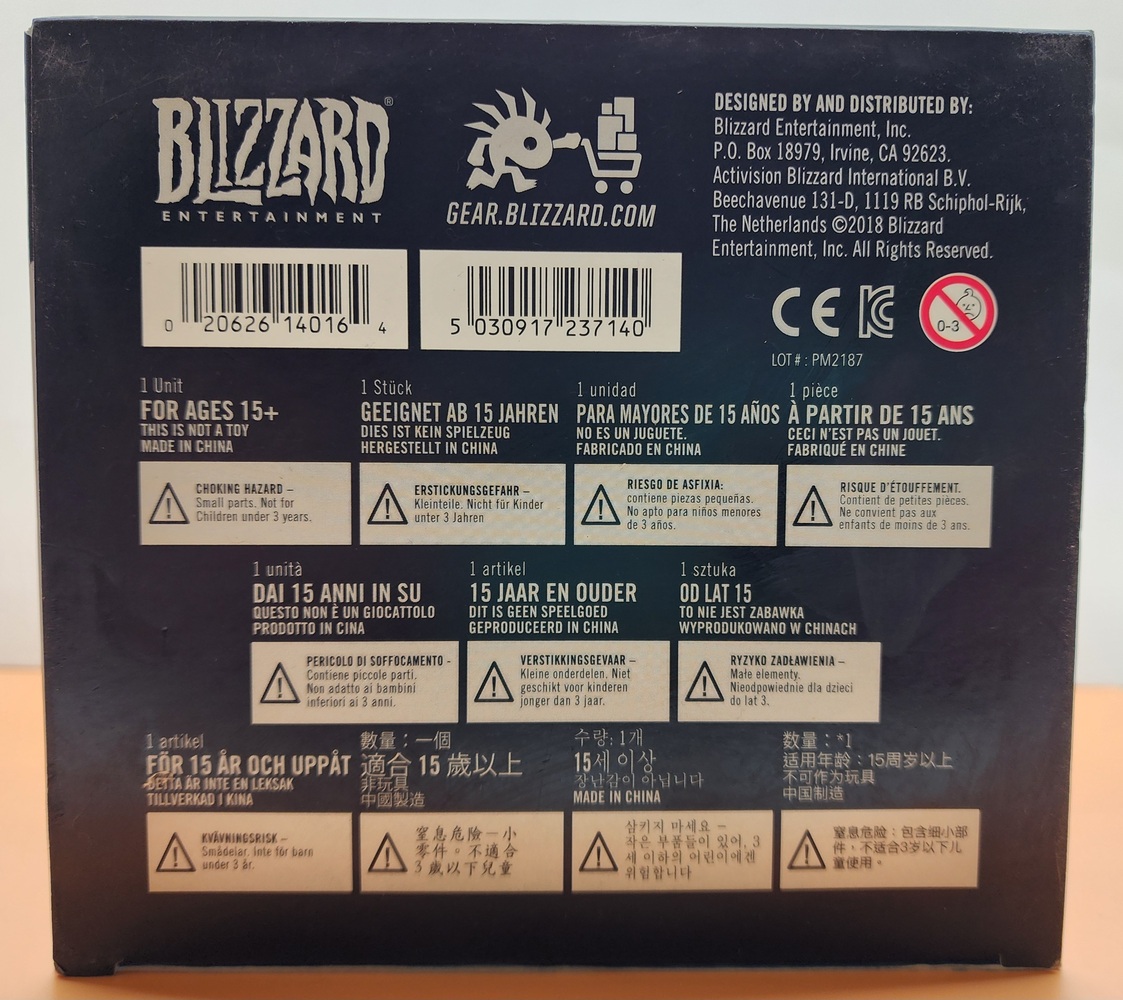 BLIZZARD®
ENTERTAINMENT
GEAR.BLIZZARD.COM
DESIGNED BY AND DISTRIBUTED BY:
Blizzard Entertainment, Inc.
P.O. Box 18979, Irvine, CA 92623.
Activision Blizzard International B.V.
Beechavenue 131-D, 1119 RB Schiphol-Rijk,
The Netherlands ©2018 Blizzard
Entertainment, Inc. All Rights Reserved.
0 20626 14016 4
5 030917 237140
CE
0-3
LOT# : PM2187
1 Unit
FOR AGES 15+
THIS IS NOT A TOY
MADE IN CHINA
CHOKING HAZARD –
Small parts. Not for
Children under 3 years.
1 Stück
GEEIGNET AB 15 JAHREN
DIES IST KEIN SPIELZEUG
HERGESTELLT IN CHINA
ERSTICKUNGSGEFAHR –
Kleinteile. Nicht für Kinder
unter 3 Jahren
1 unidad
PARA MAYORES DE 15 AÑOS
NO ES UN JUGUETE.
FABRICADO EN CHINA
RIESGO DE ASFIXIA:
contiene piezas pequeñas.
No apto para niños menores
de 3 años.
1 pièce
À PARTIR DE 15 ANS
CECI N'EST PAS UN JOUET.
FABRIQUÉ EN CHINE
RISQUE D'ÉTOUFFEMENT.
Contient de petites pièces.
Ne convient pas aux
enfants de moins de 3 ans.
1 unità
DAI 15 ANNI IN SU
QUESTO NON È UN GIOCATTOLO
PRODOTTO IN CINA
PERICOLO DI SOFFOCAMENTO -
Contiene piccole parti.
Non adatto ai bambini
inferiori ai 3 anni.
1 artikel
15 JAAR EN OUDER
DIT IS GEEN SPEELGOED
GEPRODUCEERD IN CHINA
VERSTIKKINGSGEVAAR –
Kleine onderdelen. Niet
geschikt voor kinderen
jonger dan 3 jaar.
1 sztuka
OD LAT 15
TO NIE JEST ZABAWKA
WYPRODUKOWANO W CHINACH
RYZYKO ZADŁAWIENIA –
Małe elementy.
Nieodpowiednie dla dzieci
do lat 3.
1 artikel
FÖR 15 ÅR OCH UPPÅT
DETTA ÄR INTE EN LEKSAK
TILLVERKAD I KINA
KVÄVNINGSRISK –
Smådelar. Inte för barn
under 3 år.
數量：一個
適合 15 歲以上
非玩具
中國製造
窒息危險－小
零件。不適合
3 歲以下兒童
수량: 1개
15세 이상
장난감이 아닙니다
MADE IN CHINA
삼키지 마세요 –
작은 부품들이 있어, 3
세 이하의 어린이에겐
위험합니다
数量：*1
适用年龄：15周岁以上
不可作为玩具
中国制造
窒息危险：包含细小部
件，不适合3岁以下儿
童使用。